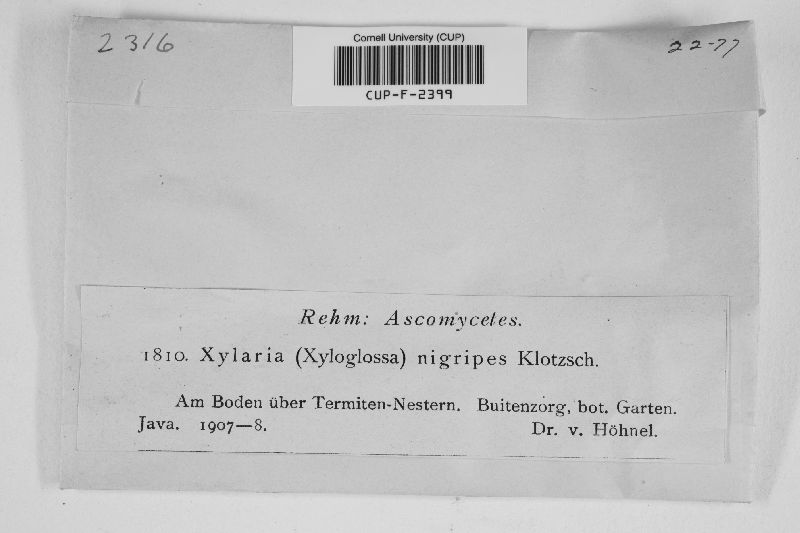 2316
Cornell University (CUP)
CUP-F-2399
22-77
Rehm: Ascomycetes.
1810. Xylaria (Xyloglossa) nigripes Klotzsch.
Am Boden über Termiten-Nestern. Buitenzorg, bot. Garten.
Java. 1907—8. Dr. v. Höhnel.